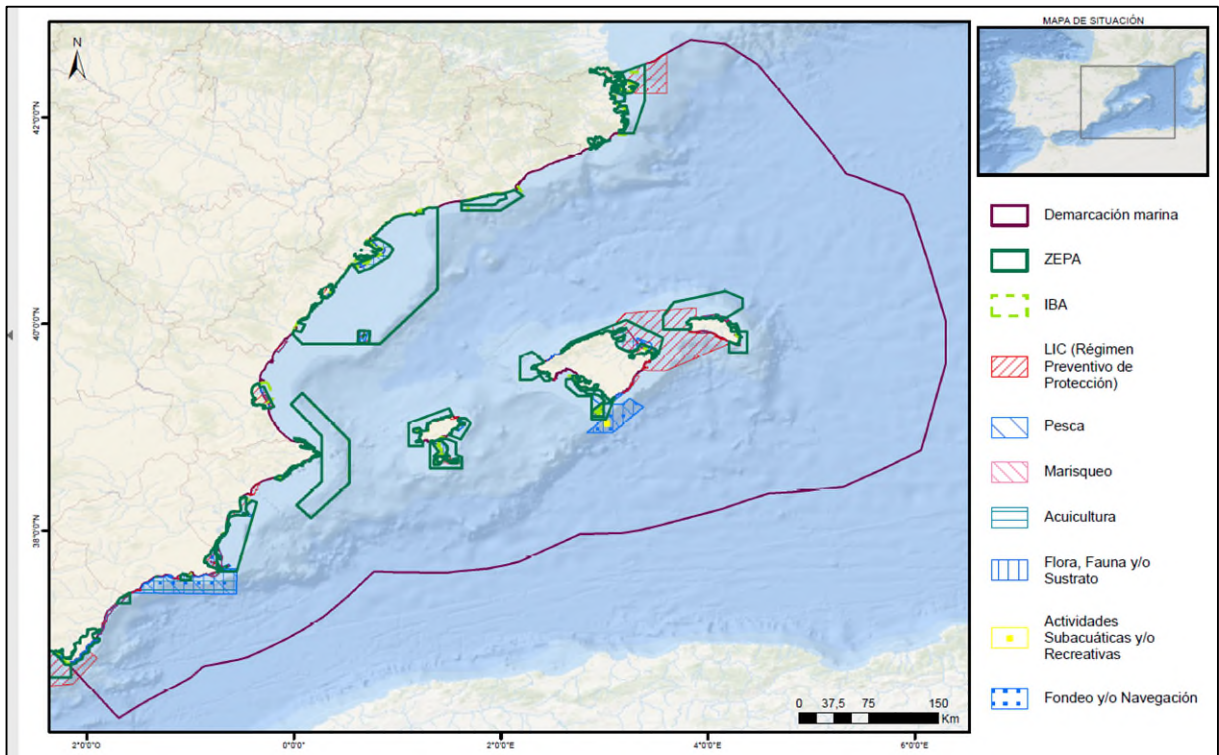 MAPA DE SITUACIÓN
N
42°0'0"N
40°0'0"N
38°0'0"N
2°0'0"O
0°0'0"E
2°0'0"E
4°0'0"E
6°0'0"E
0 37,5 75 150
Km
Demarcación marina
ZEPA
IBA
LIC (Régimen
Preventivo de
Protección)
Pesca
Marisqueo
Acuicultura
Flora, Fauna y/o
Sustrato
Actividades
Subacuáticas y/o
Recreativas
Fondeo y/o Navegación